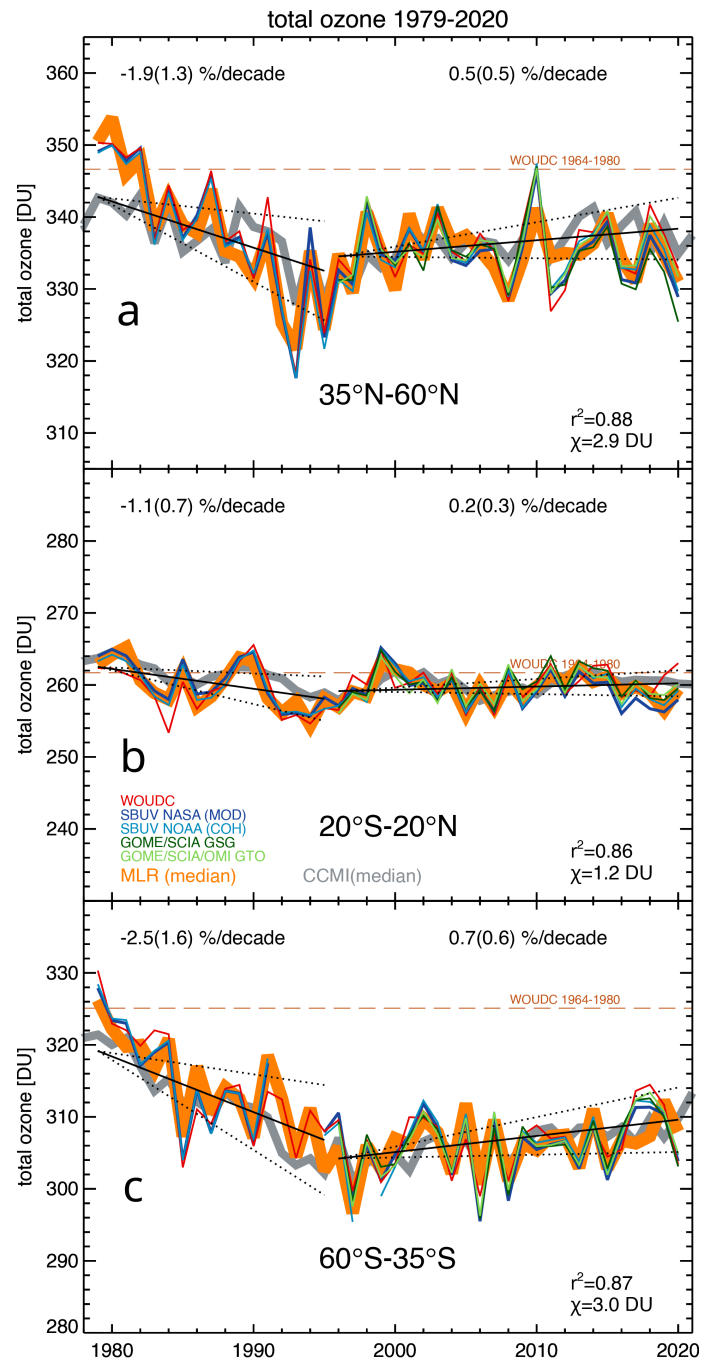 total ozone 1979-2020
-1.9(1.3) %/decade
0.5(0.5) %/decade
360
350
340
330
320
310
total ozone [DU]
WOUDC 1964-1980
a
35°N-60°N
r²=0.88
χ=2.9 DU
-1.1(0.7) %/decade
0.2(0.3) %/decade
280
270
260
250
240
total ozone [DU]
WOUDC 1964-1980
b
WOUDC
SBUV NASA (MOD)
SBUV NOAA (COH)
GOME/SCIA GSG
GOME/SCIA/OMI GTO
MLR (median)
CCMI(median)
20°S-20°N
r²=0.86
χ=1.2 DU
-2.5(1.6) %/decade
0.7(0.6) %/decade
330
320
310
300
290
280
total ozone [DU]
WOUDC 1964-1980
c
60°S-35°S
r²=0.87
χ=3.0 DU
1980
1990
2000
2010
2020